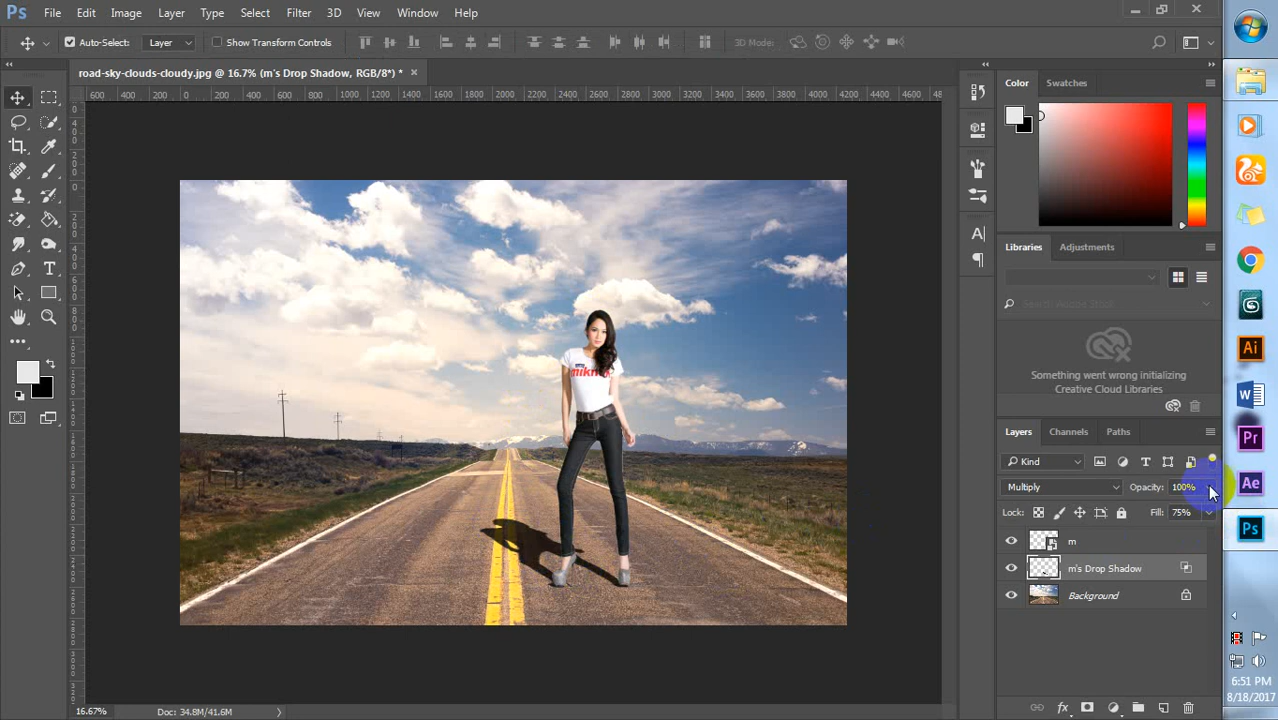 Ps File Edit Image Layer Type Select Filter 3D View Window Help
Auto-Select: Layer Show Transform Controls 3D Mode:
road-sky-clouds-cloudy.jpg @ 16.7% (m's Drop Shadow, RGB/8*) * ×
600 400 200 0 200 400 600 800 1000 1200 1400 1600 1800 2000 2200 2400 2600 2800 3000 3200 3400 3600 3800 4000 4200 4400 4600 48
Color Swatches
Libraries Adjustments
Something went wrong initializing
Creative Cloud Libraries
Layers Channels Paths
Kind
Multiply Opacity: 100%
Lock: Fill: 75%
m
m's Drop Shadow
Background
16.67% Doc: 34.8M/41.6M
Ai
W
Pr
Ae
Ps
6:51 PM
8/18/2017